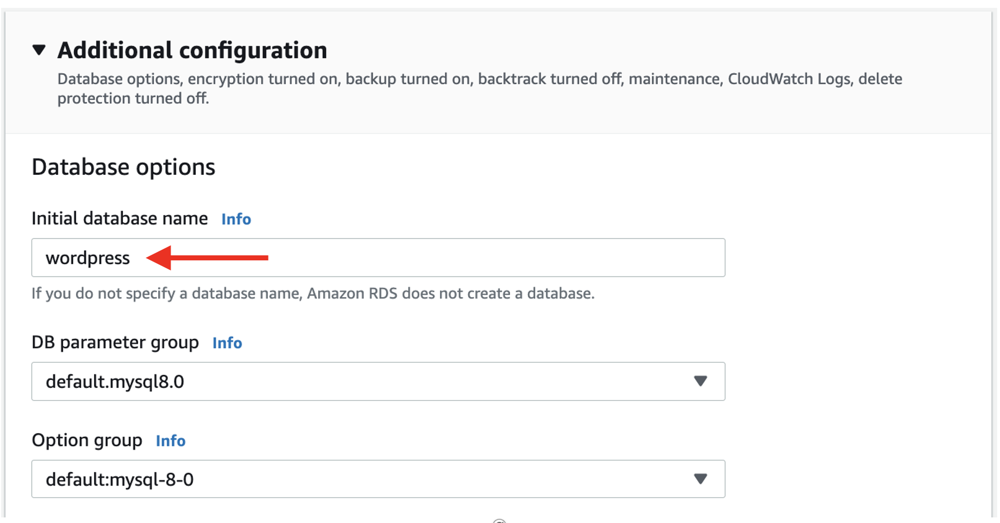 Additional configuration
Database options, encryption turned on, backup turned on, backtrack turned off, maintenance, CloudWatch Logs, delete
protection turned off.
Database options
Initial database name Info
wordpress
If you do not specify a database name, Amazon RDS does not create a database.
DB parameter group Info
default.mysql8.0
Option group Info
default:mysql-8-0